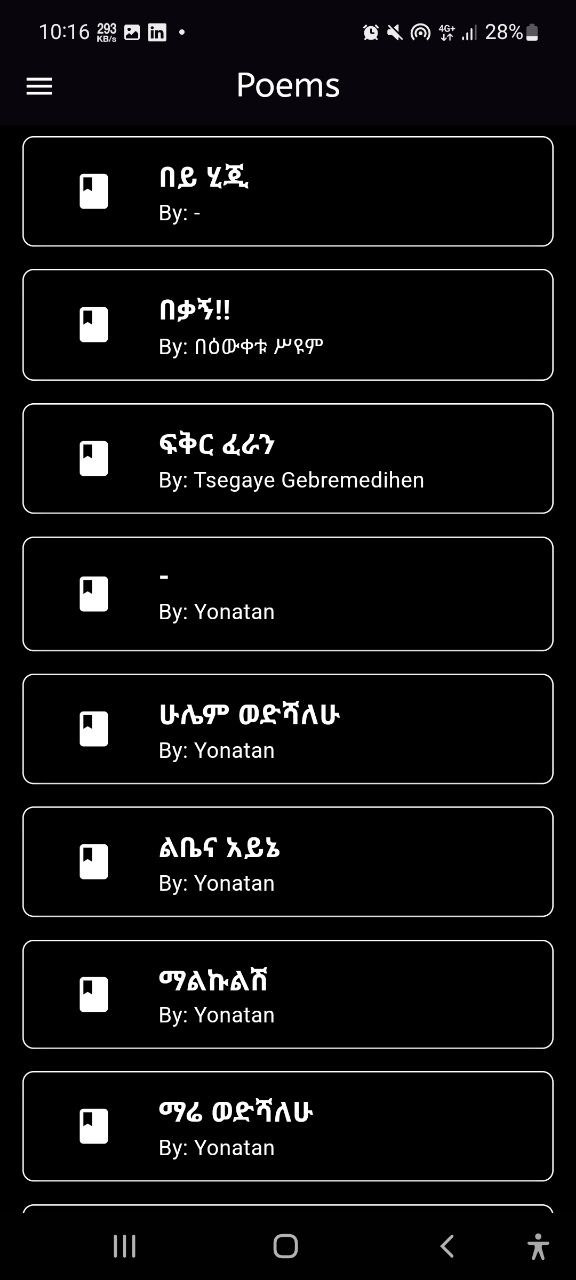 10:16 293 KB/s in 4G+ 28%
Poems
በይ ሂጂ
By: -
በቃኝ!!
By: በዕውቀቱ ሥዩም
ፍቅር ፈራን
By: Tsegaye Gebremedihen
-
By: Yonatan
ሁሌም ወድሻለሁ
By: Yonatan
ልቤና አይኔ
By: Yonatan
ማልኩልሽ
By: Yonatan
ማሬ ወድሻለሁ
By: Yonatan